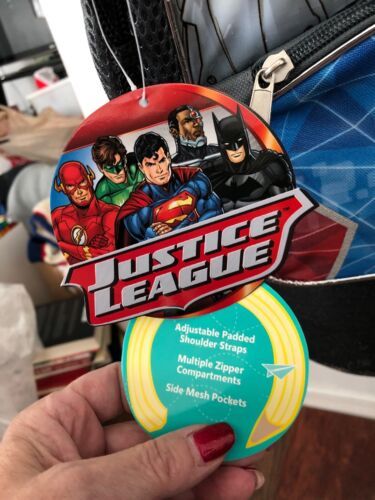 JUSTICE
LEAGUE
Adjustable Padded
Shoulder Straps
Multiple Zipper
Compartments
Side Mesh Pockets